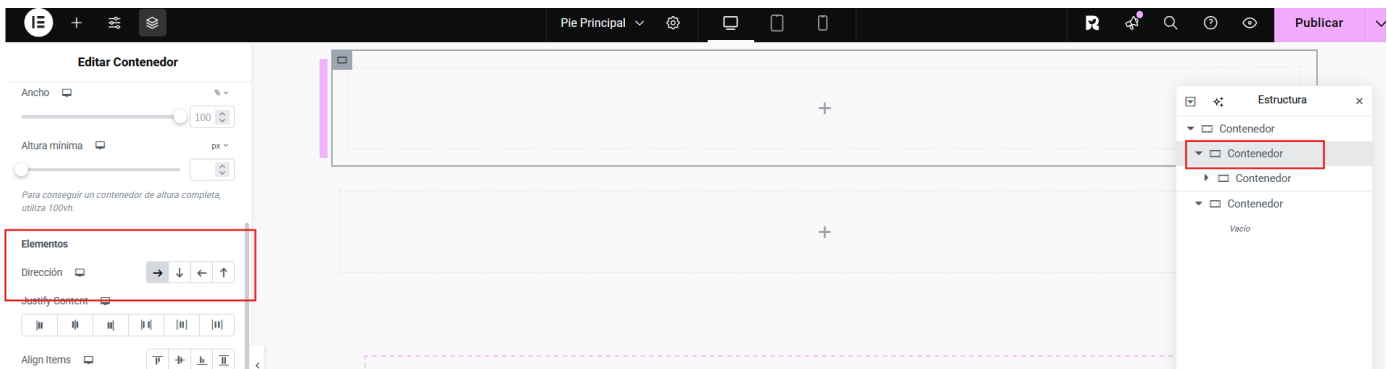 Pie Principal
Publicar
Editar Contenedor
Ancho
%
100
Altura mínima
px
Para conseguir un contenedor de altura completa,
utiliza 100vh.
Elementos
Dirección
Justify Content
Align Items
Estructura
Contenedor
Contenedor
Contenedor
Contenedor
Vacío